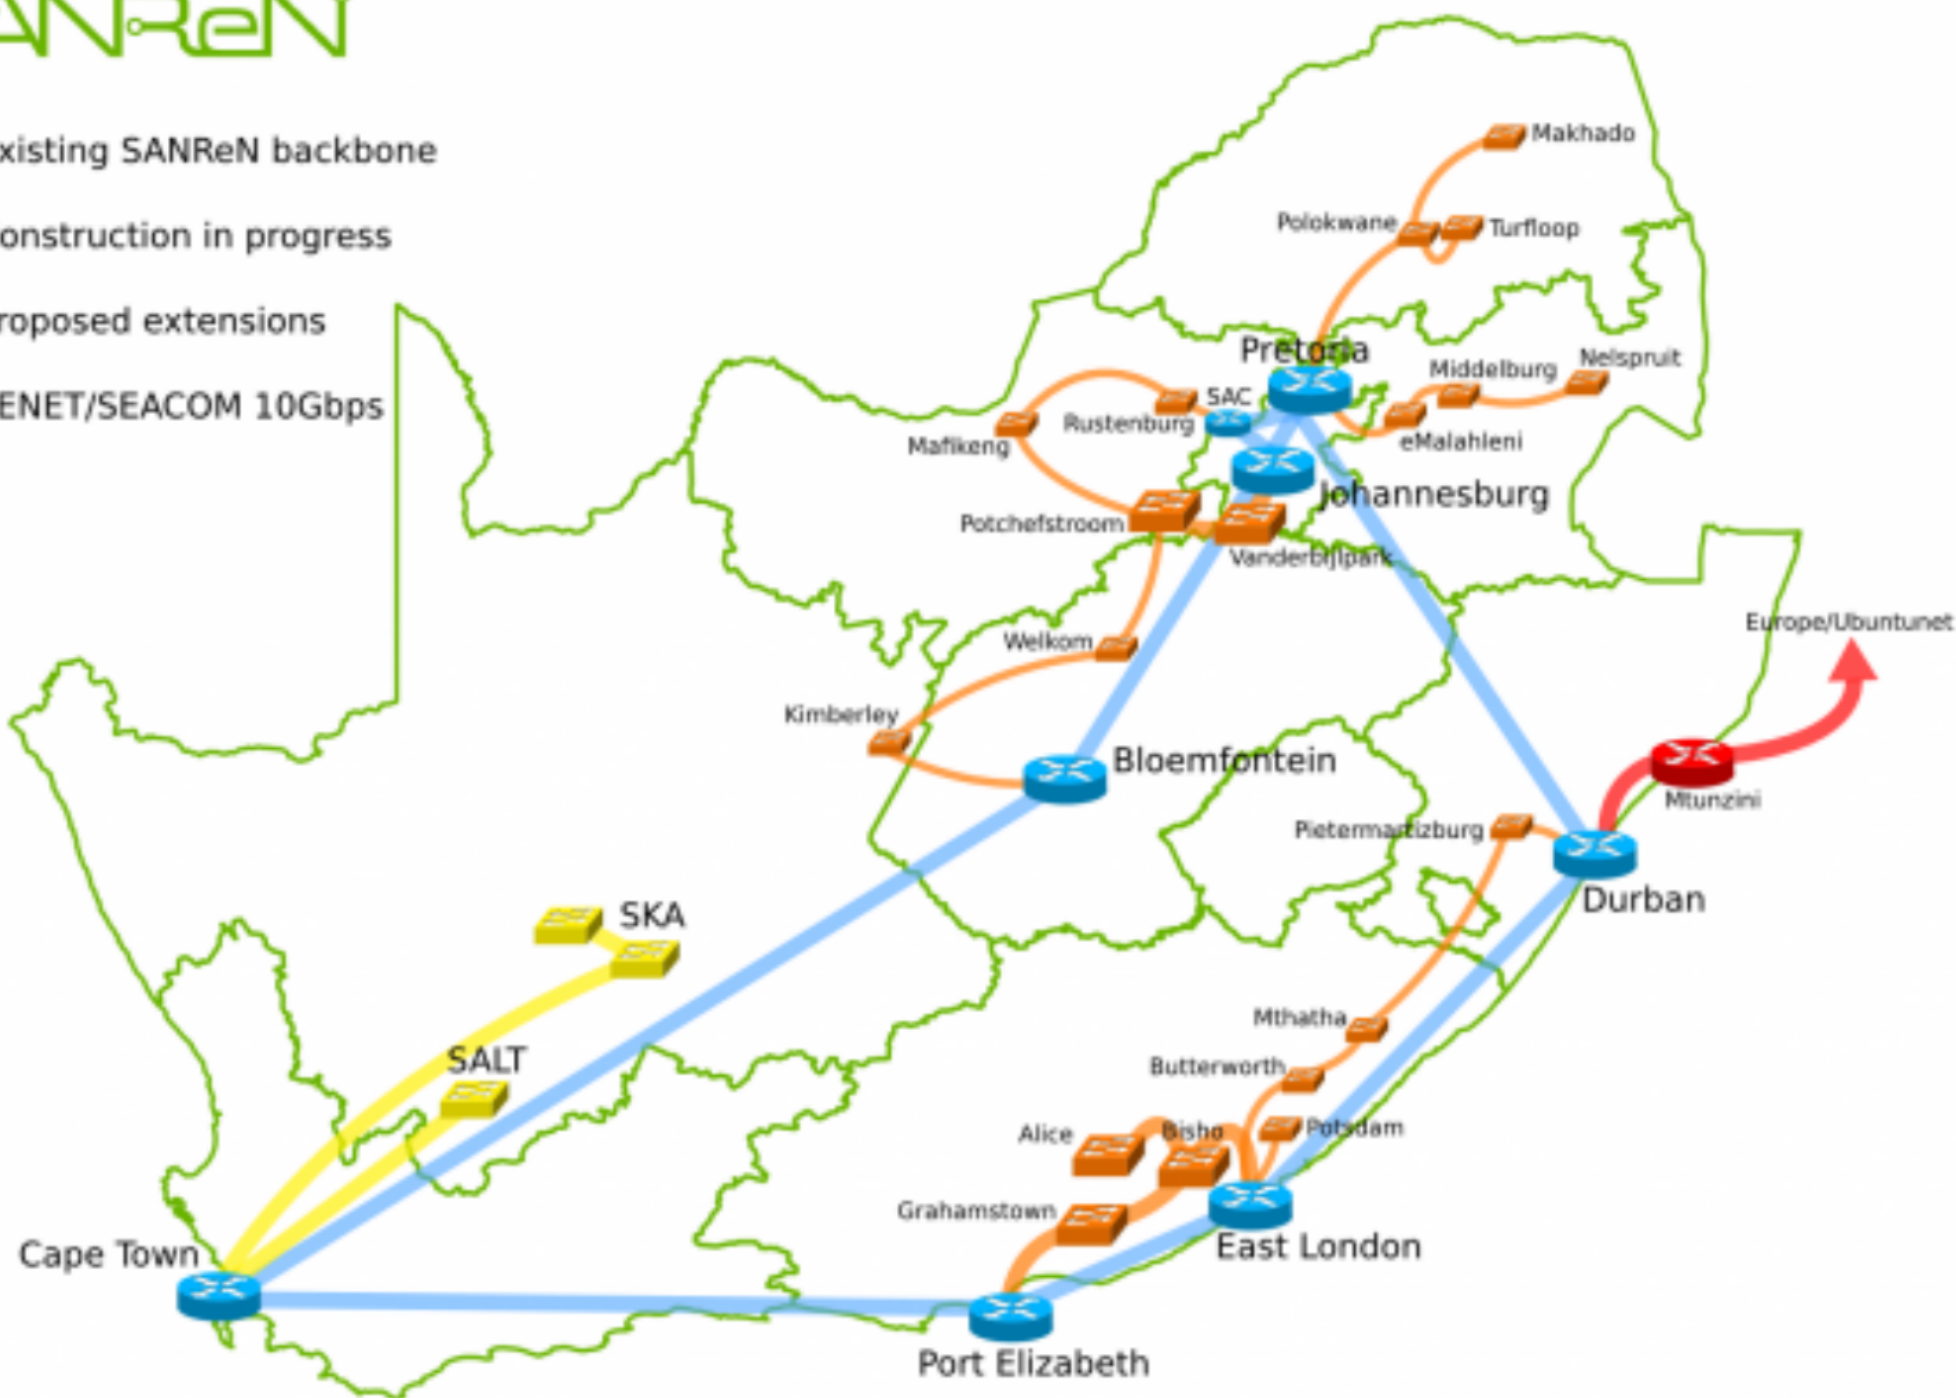 ANReN
xisting SANReN backbone
onstruction in progress
roposed extensions
ENET/SEACOM 10Gbps
Makhado
Polokwane
Turfloop
Pretoria
Nelspruit
Middelburg
SAC
Rustenburg
eMalahleni
Mafikeng
Johannesburg
Potchefstroom
Vanderbijlpark
Europe/Ubuntunet
Welkom
Kimberley
Bloemfontein
Mtunzini
Pietermartizburg
Durban
SKA
Mthatha
SALT
Butterworth
Alice
Bisho
Potsdam
Grahamstown
East London
Cape Town
Port Elizabeth